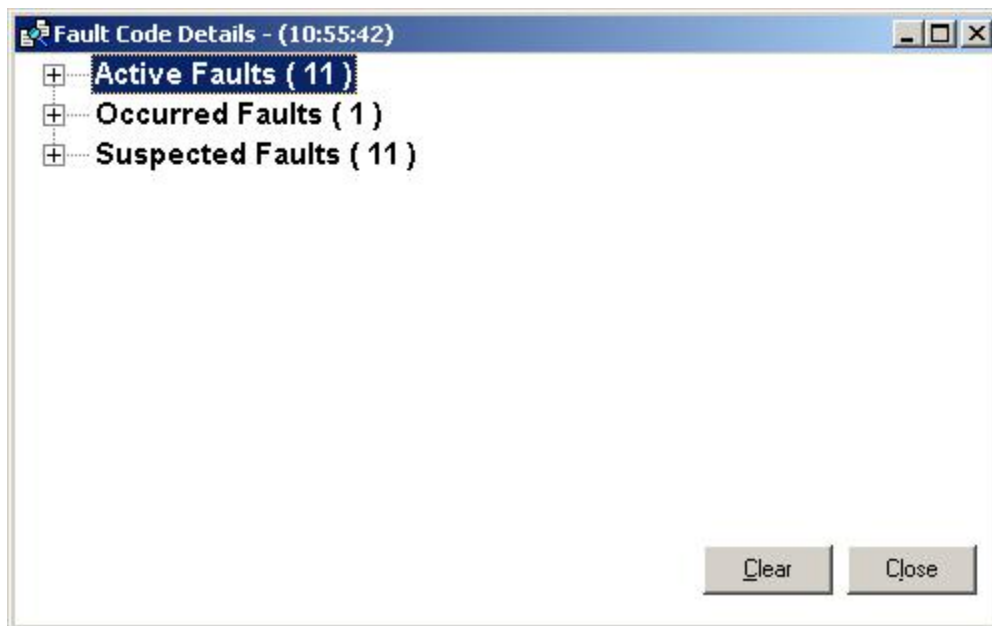 Fault Code Details - (10:55:42)
Active Faults ( 11 )
Occurred Faults ( 1 )
Suspected Faults ( 11 )
Clear Close